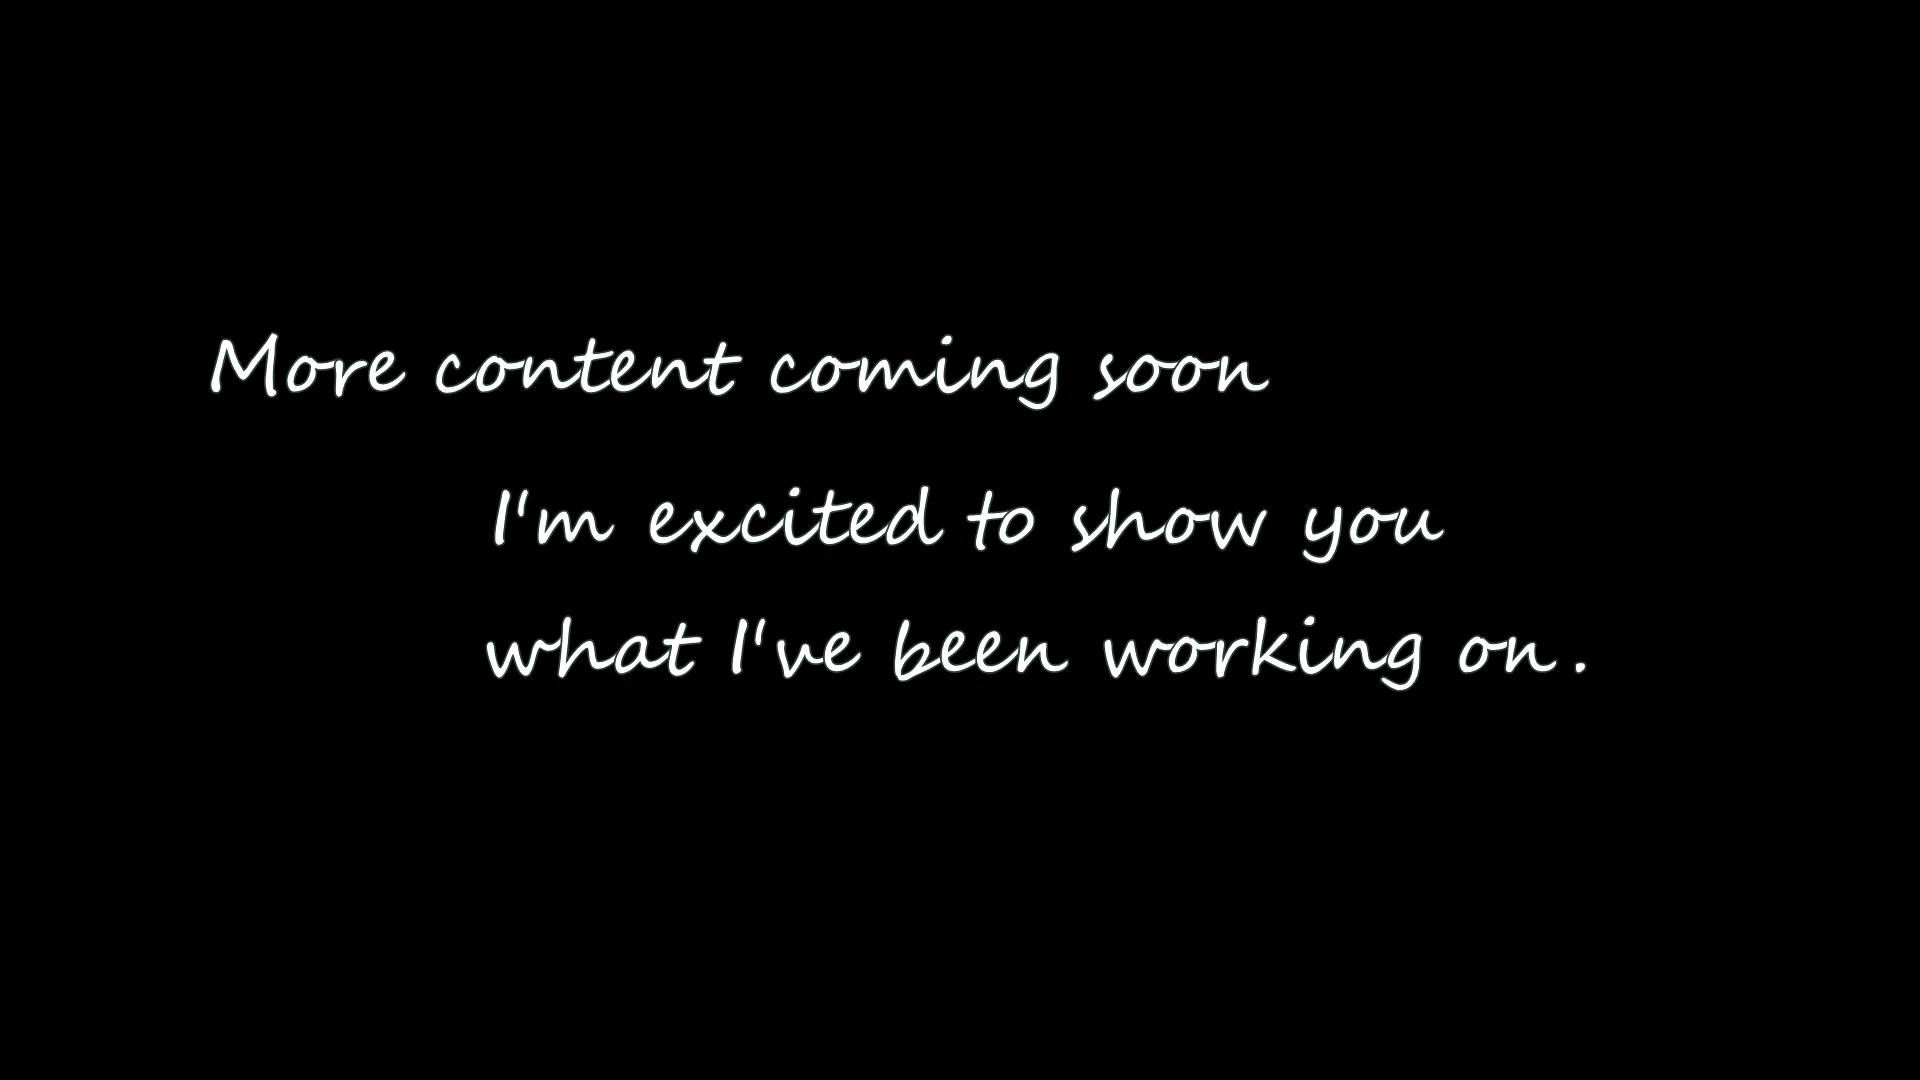 More content coming soon
I'm excited to show you
what I've been working on.